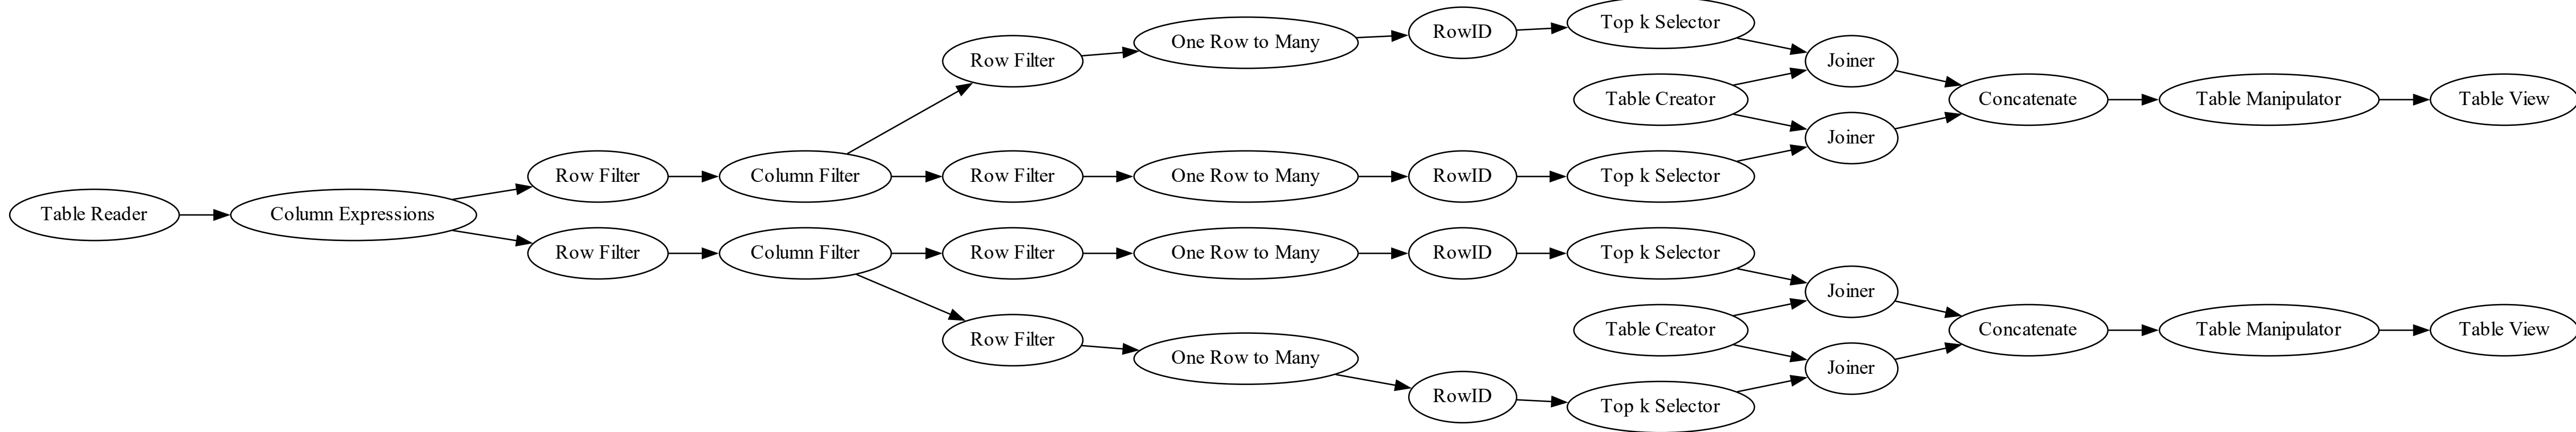 Table Reader
Column Expressions
Row Filter
Column Filter
Row Filter
One Row to Many
RowID
Top k Selector
Row Filter
One Row to Many
RowID
Top k Selector
Table Creator
Joiner
Joiner
Concatenate
Table Manipulator
Table View
Row Filter
Column Filter
Row Filter
One Row to Many
RowID
Top k Selector
Row Filter
One Row to Many
RowID
Top k Selector
Table Creator
Joiner
Joiner
Concatenate
Table Manipulator
Table View